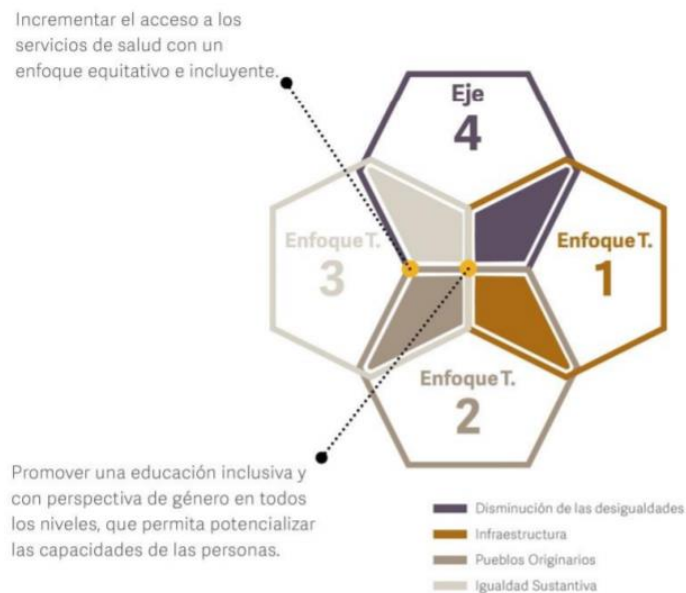 Incrementar el acceso a los
servicios de salud con un
enfoque equitativo e incluyente.
Eje
4
Enfoque T.
3
Enfoque T.
1
Enfoque T.
2
Promover una educación inclusiva y
con perspectiva de género en todos
los niveles, que permita potencializar
las capacidades de las personas.
Disminución de las desigualdades
Infraestructura
Pueblos Originarios
Igualdad Sustantiva